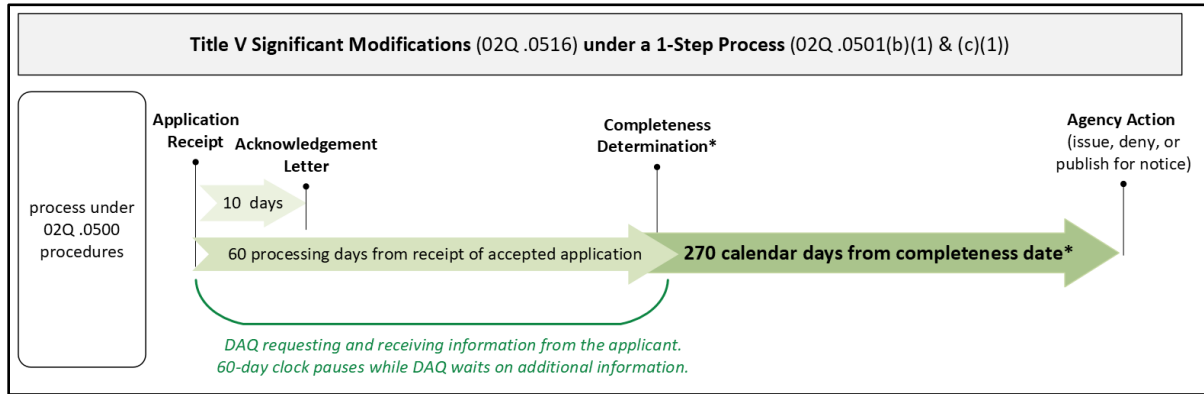 Title V Significant Modifications (02Q .0516) under a 1-Step Process (02Q .0501(b)(1) & (c)(1))
process under
02Q .0500
procedures
Application
Receipt
Acknowledgement
Letter
Completeness
Determination*
Agency Action
(issue, deny, or
publish for notice)
10 days
60 processing days from receipt of accepted application
270 calendar days from completeness date*
DAQ requesting and receiving information from the applicant.
60-day clock pauses while DAQ waits on additional information.